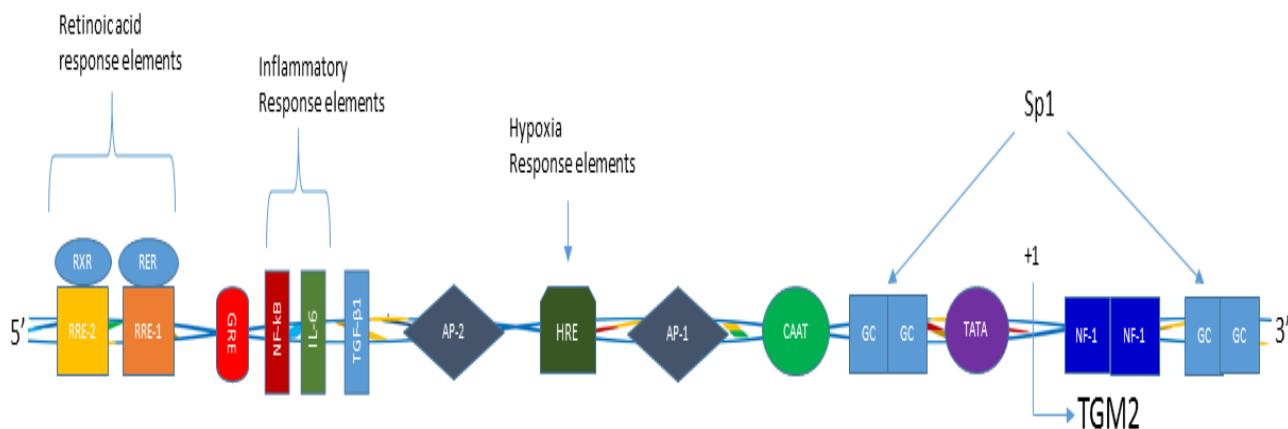 Retinoic acid
response elements
Inflammatory
Response elements
Hypoxia
Response elements
Sp1
RXR
RER
+1
5′
RRE-2
RRE-1
GRE
NF-kB
IL-6
TGF-β1
AP-2
HRE
AP-1
CAAT
GC
GC
TATA
NF-1
NF-1
GC
GC
3′
TGM2